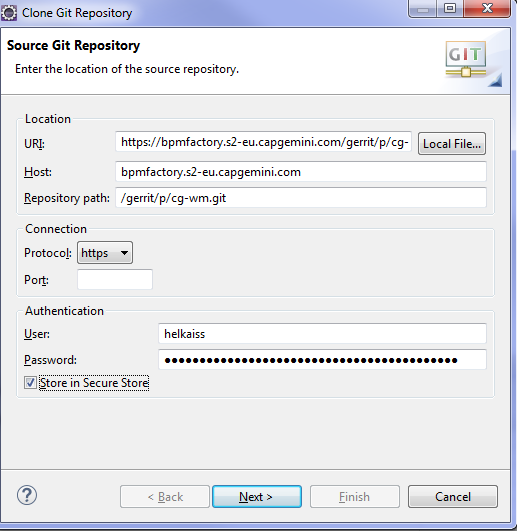 Clone Git Repository
Source Git Repository
Enter the location of the source repository.
GIT
Location
URI: https://bpmfactory.s2-eu.capgemini.com/gerrit/p/cg- Local File...
Host: bpmfactory.s2-eu.capgemini.com
Repository path: /gerrit/p/cg-wm.git
Connection
Protocol: https
Port:
Authentication
User: helkaiss
Password: ●●●●●●●●●●●●●●●●●●●●●●●●●●●●●●●●●●●●●●●●●●
Store in Secure Store
? < Back Next > Finish Cancel